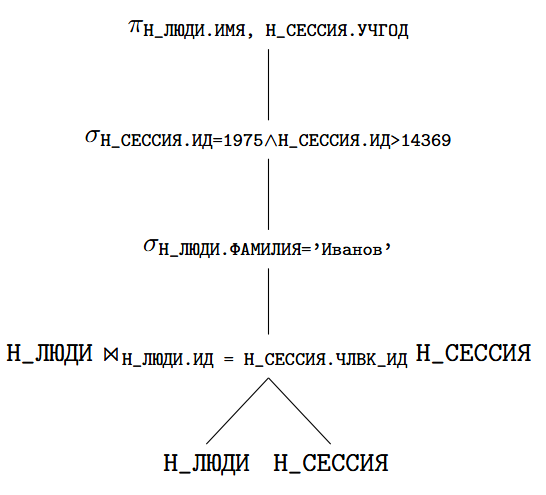 πН_ЛЮДИ.ИМЯ, Н_СЕССИЯ.УЧГОД
σН_СЕССИЯ.ИД=1975∧Н_СЕССИЯ.ИД>14369
σН_ЛЮДИ.ФАМИЛИЯ='Иванов'
Н_ЛЮДИ ⋈Н_ЛЮДИ.ИД = Н_СЕССИЯ.ЧЛВК_ИД Н_СЕССИЯ
Н_ЛЮДИ Н_СЕССИЯ